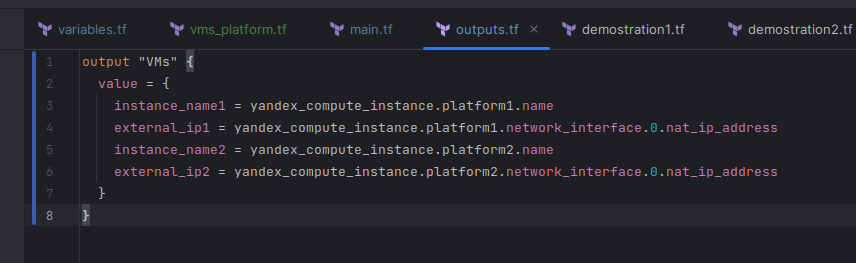 variables.tf vms_platform.tf main.tf outputs.tf × demostration1.tf demostration2.tf
1 output "VMs" {
2   value = {
3     instance_name1 = yandex_compute_instance.platform1.name
4     external_ip1 = yandex_compute_instance.platform1.network_interface.0.nat_ip_address
5     instance_name2 = yandex_compute_instance.platform2.name
6     external_ip2 = yandex_compute_instance.platform2.network_interface.0.nat_ip_address
7   }
8 }